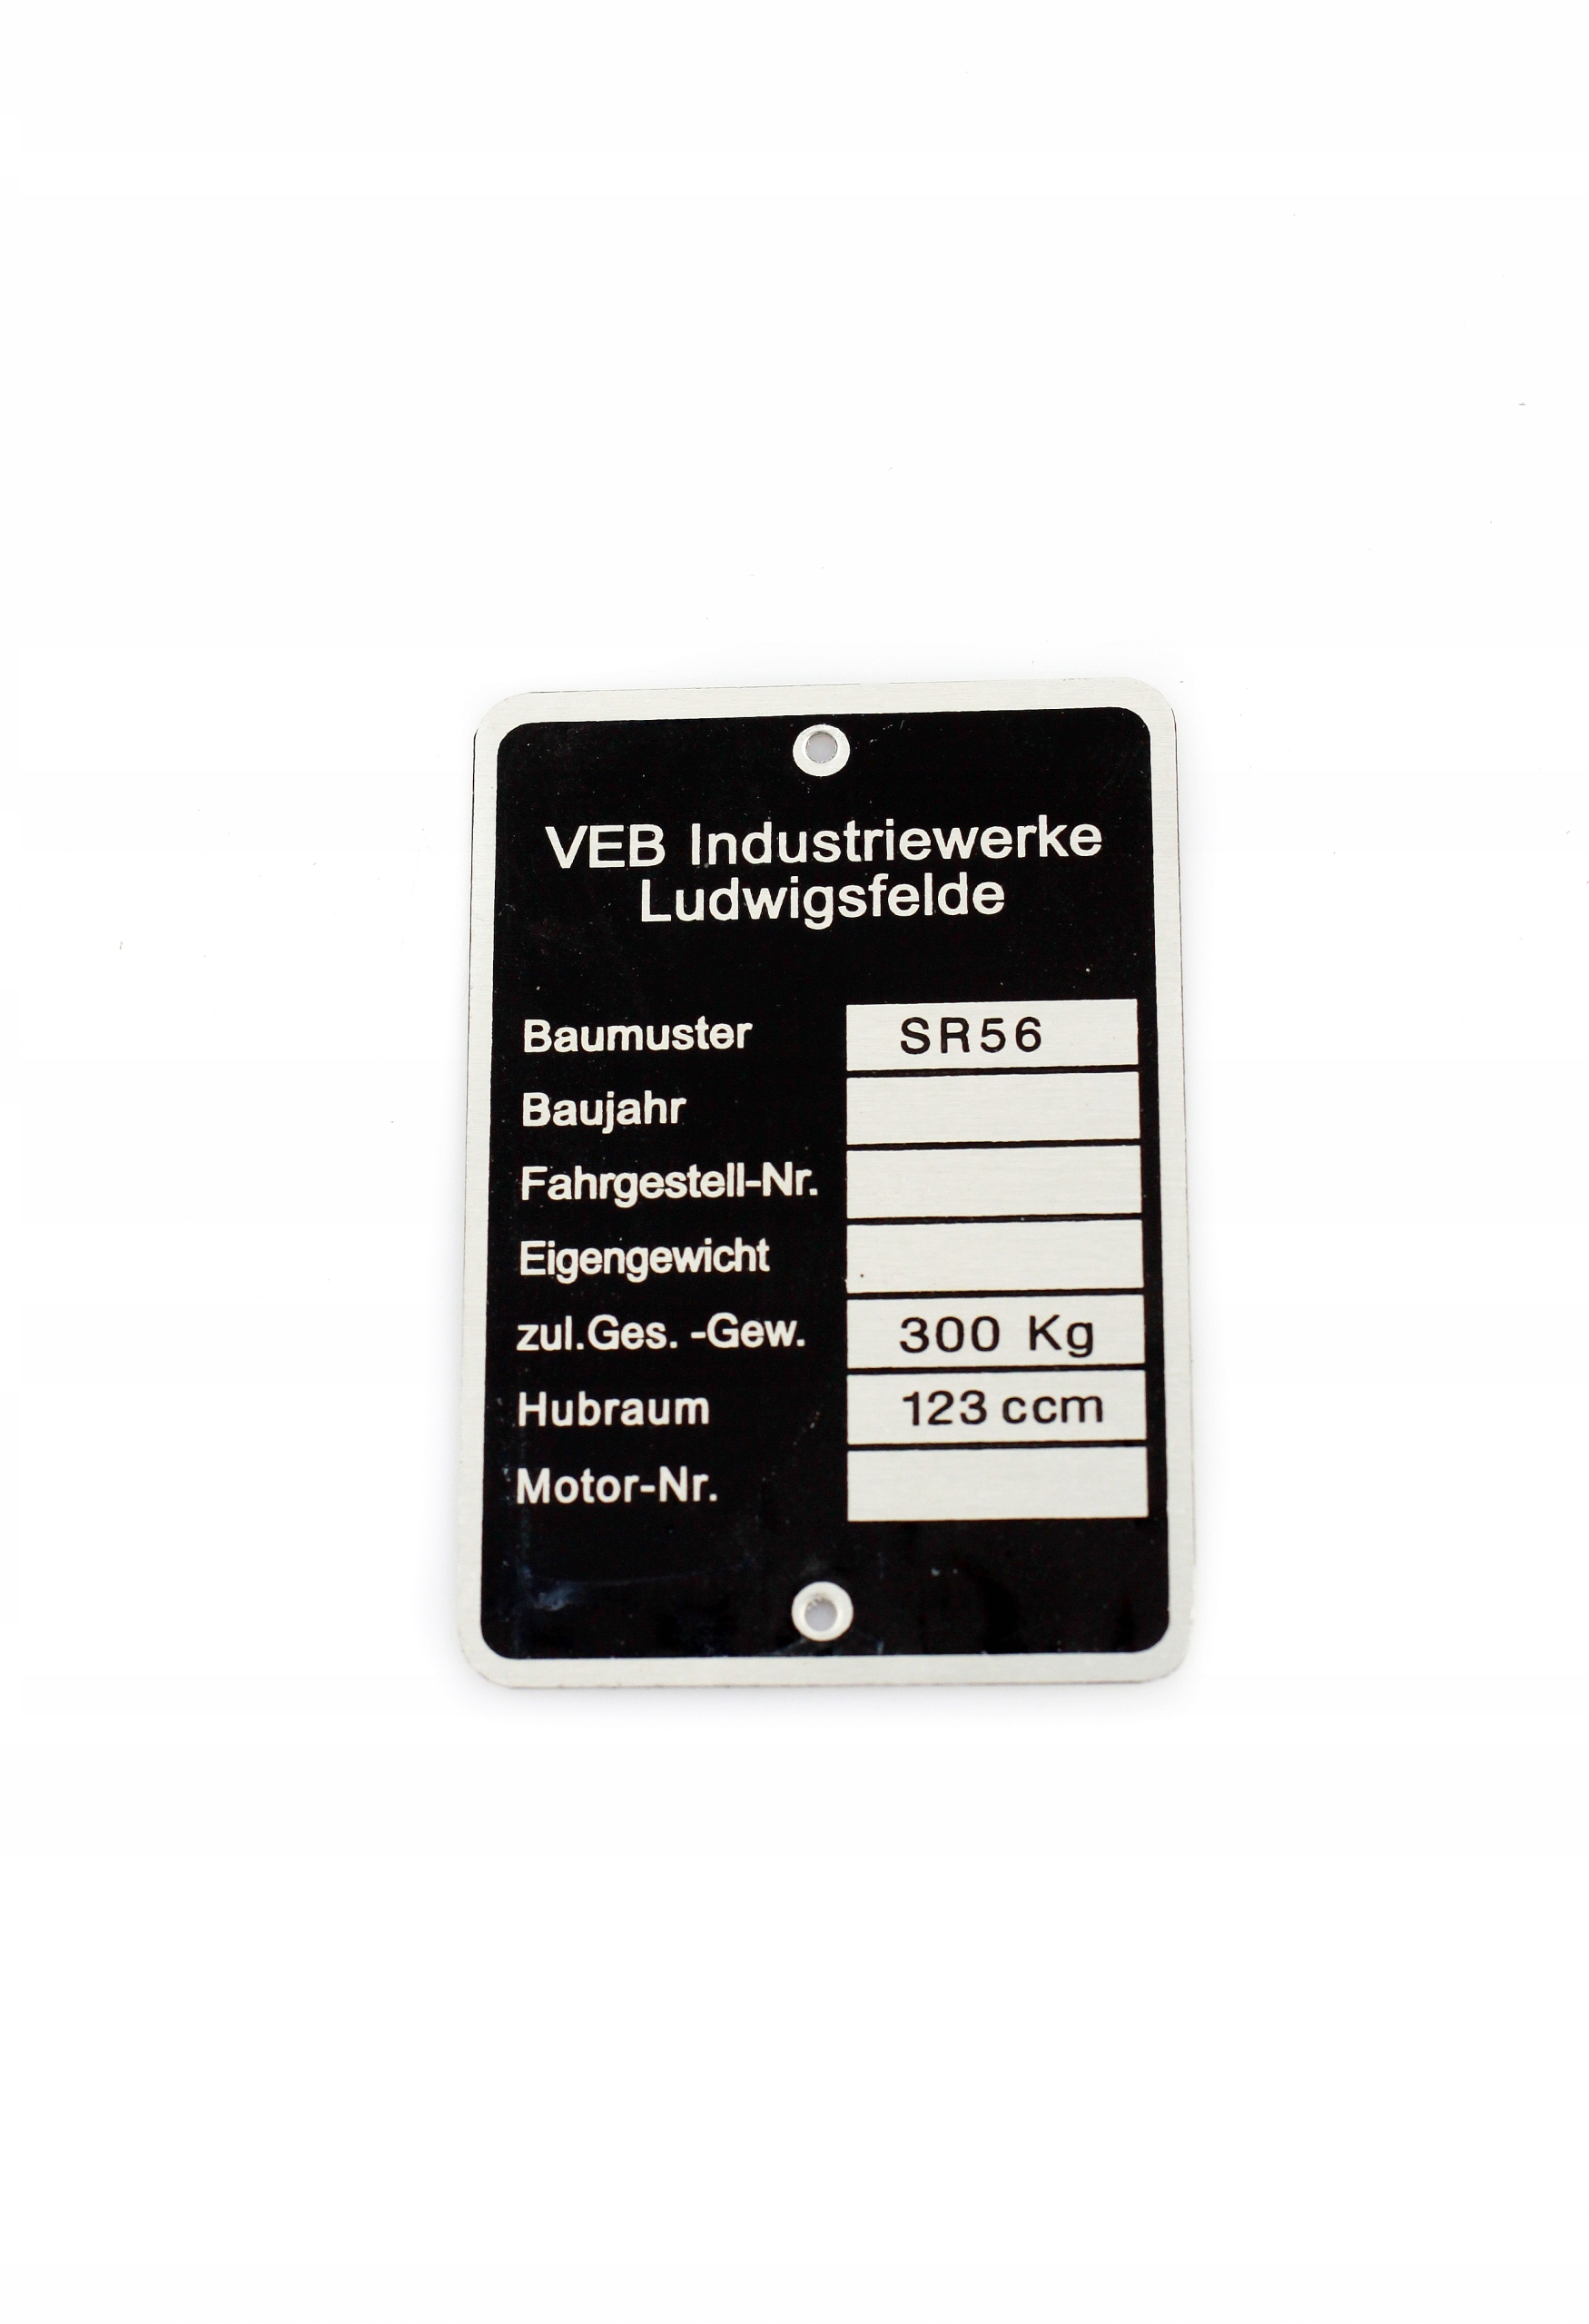 VEB Industriewerke
Ludwigsfelde
Baumuster SR56
Baujahr
Fahrgestell-Nr.
Eigengewicht
zul.Ges. -Gew. 300 Kg
Hubraum 123 ccm
Motor-Nr.